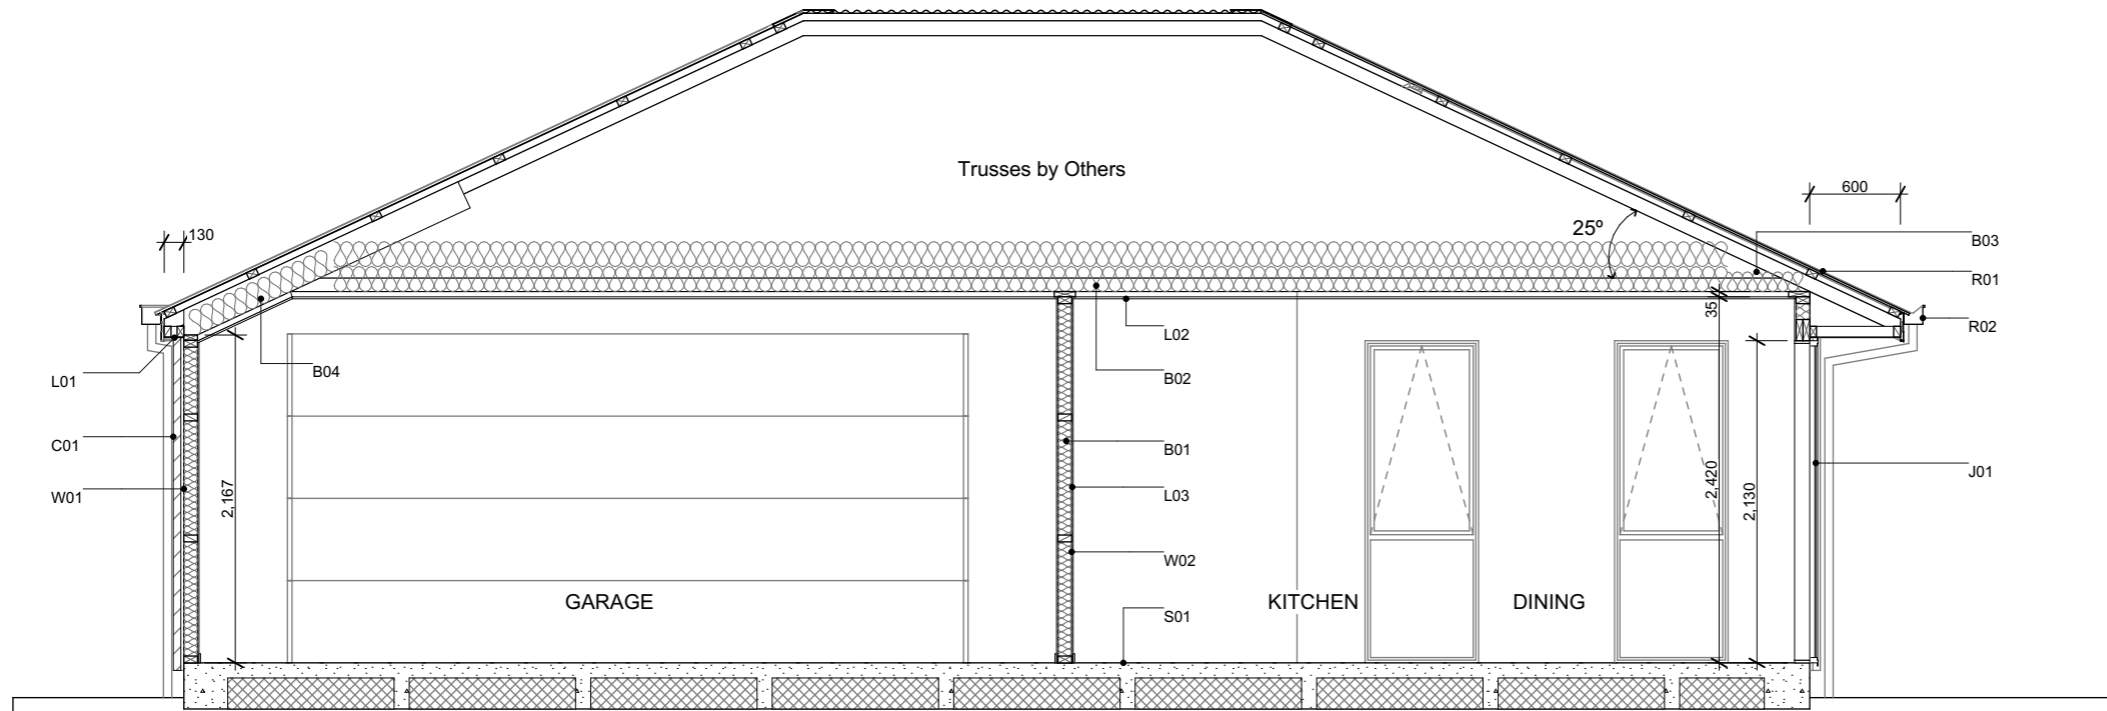 Trusses by Others
600
25º
130
B03
R01
35
R02
L02
L01
B04
B02
C01
B01
2,420
J01
W01
2,167
L03
2,130
W02
GARAGE
KITCHEN
DINING
S01